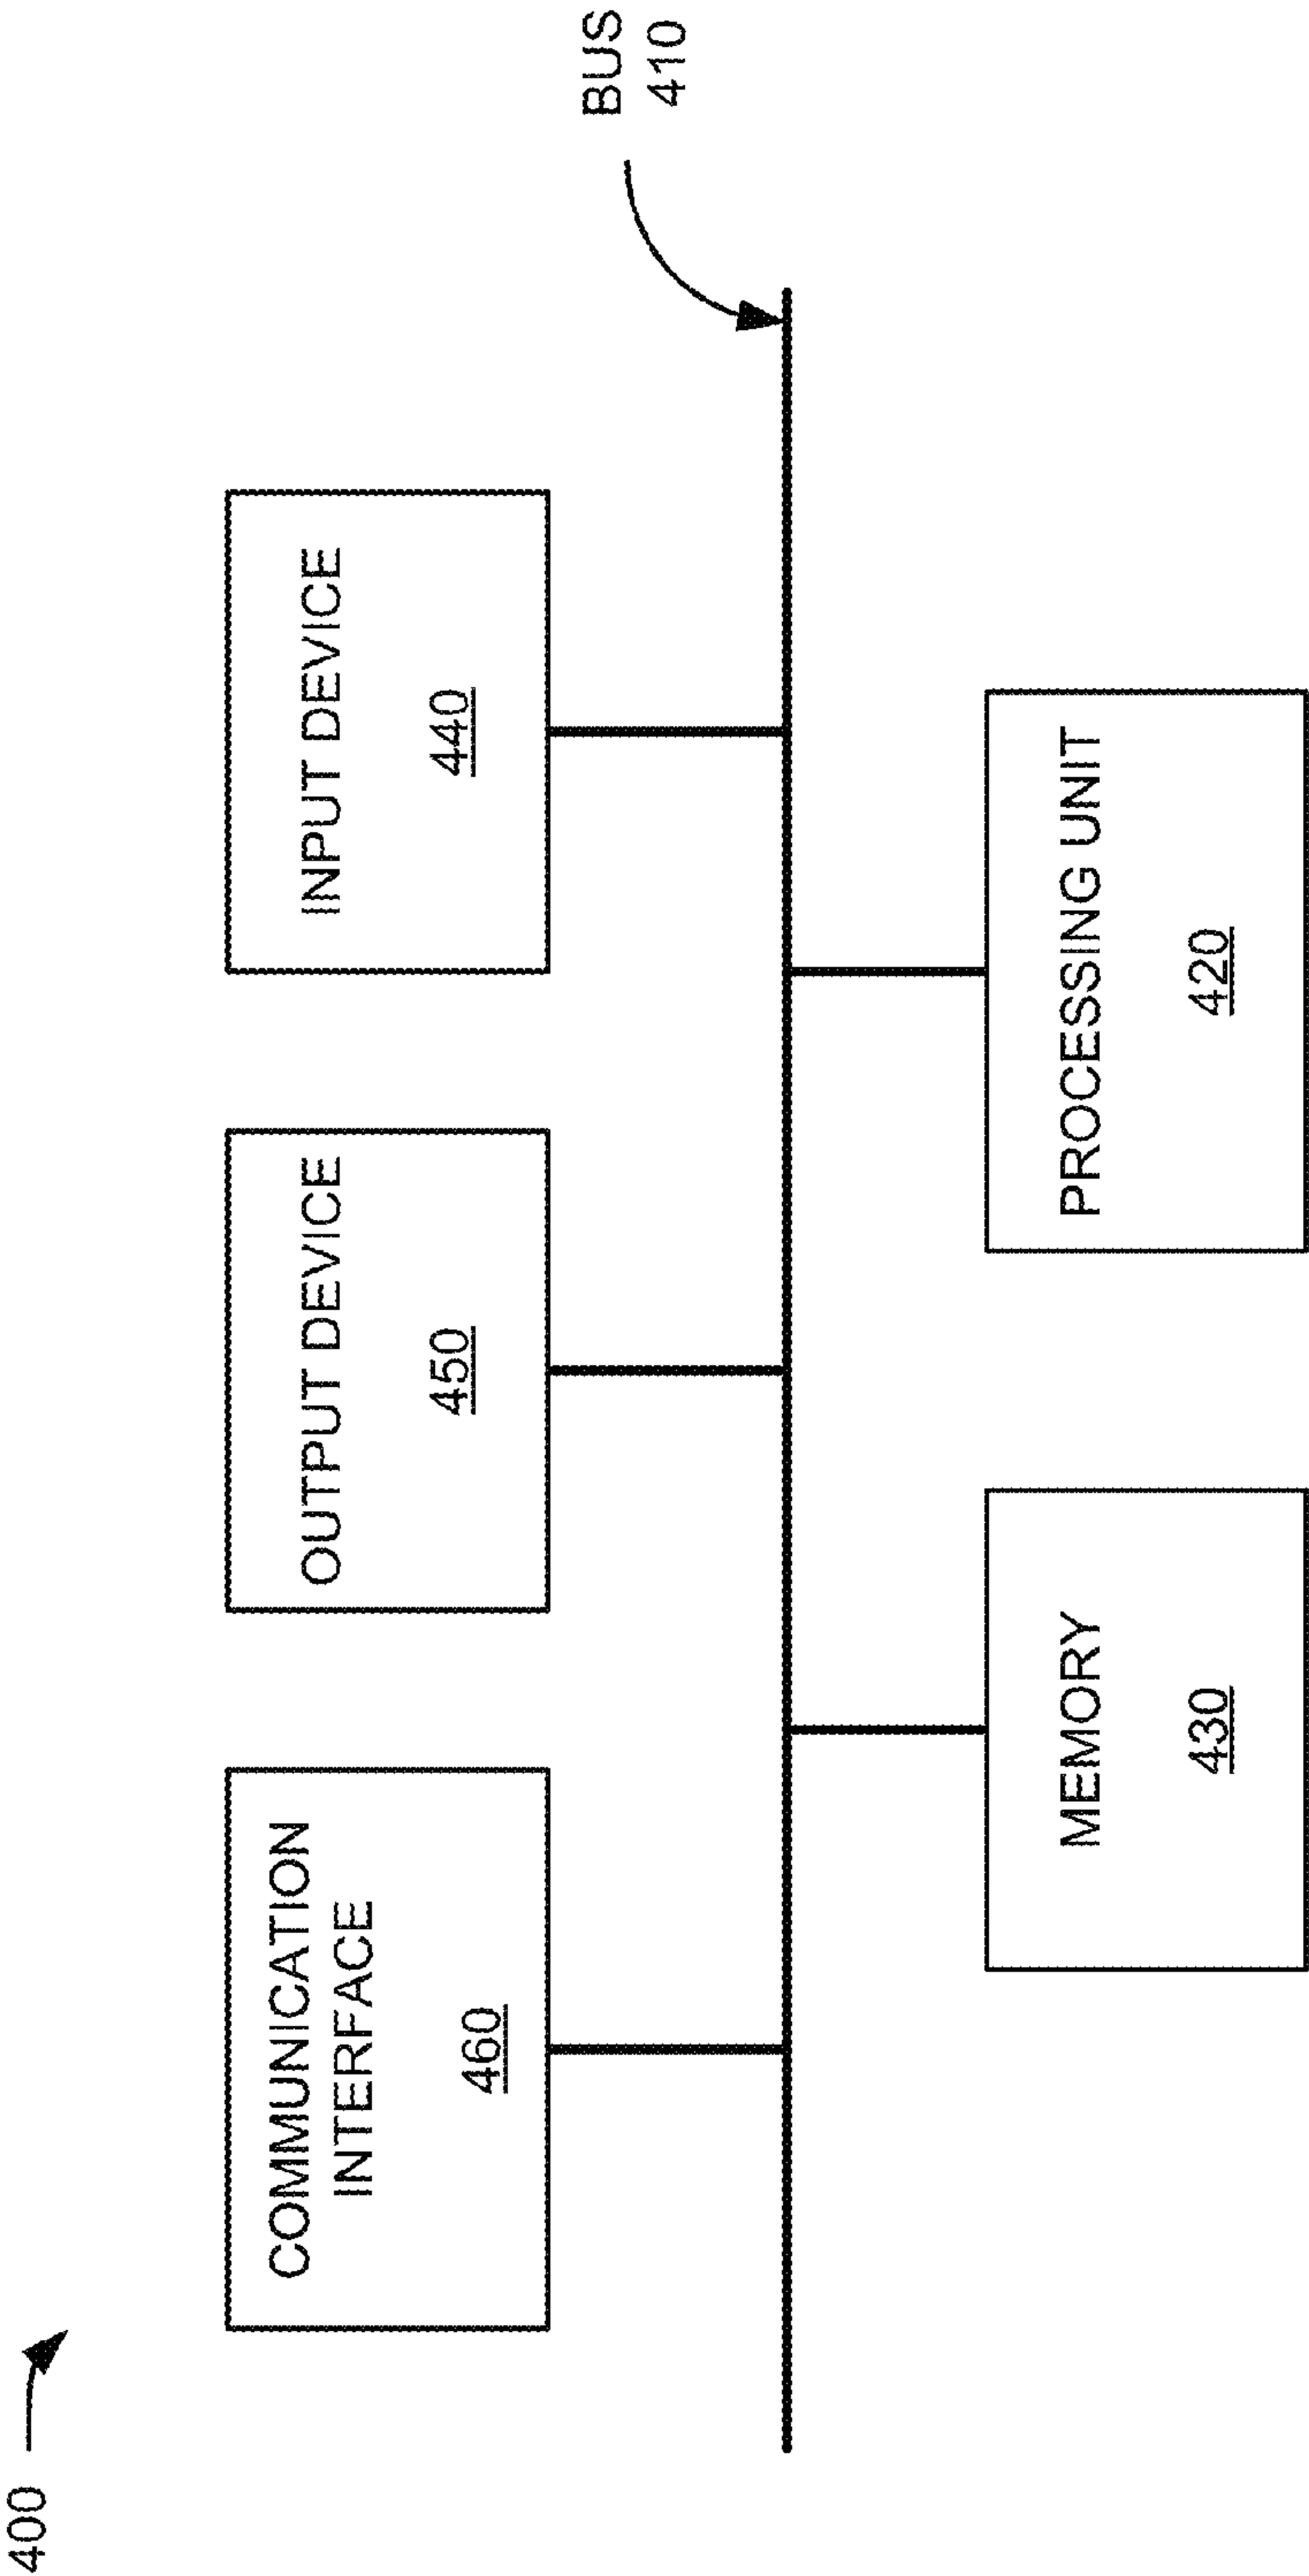 400
COMMUNICATION
INTERFACE
460
OUTPUT DEVICE
450
INPUT DEVICE
440
BUS
410
MEMORY
430
PROCESSING UNIT
420